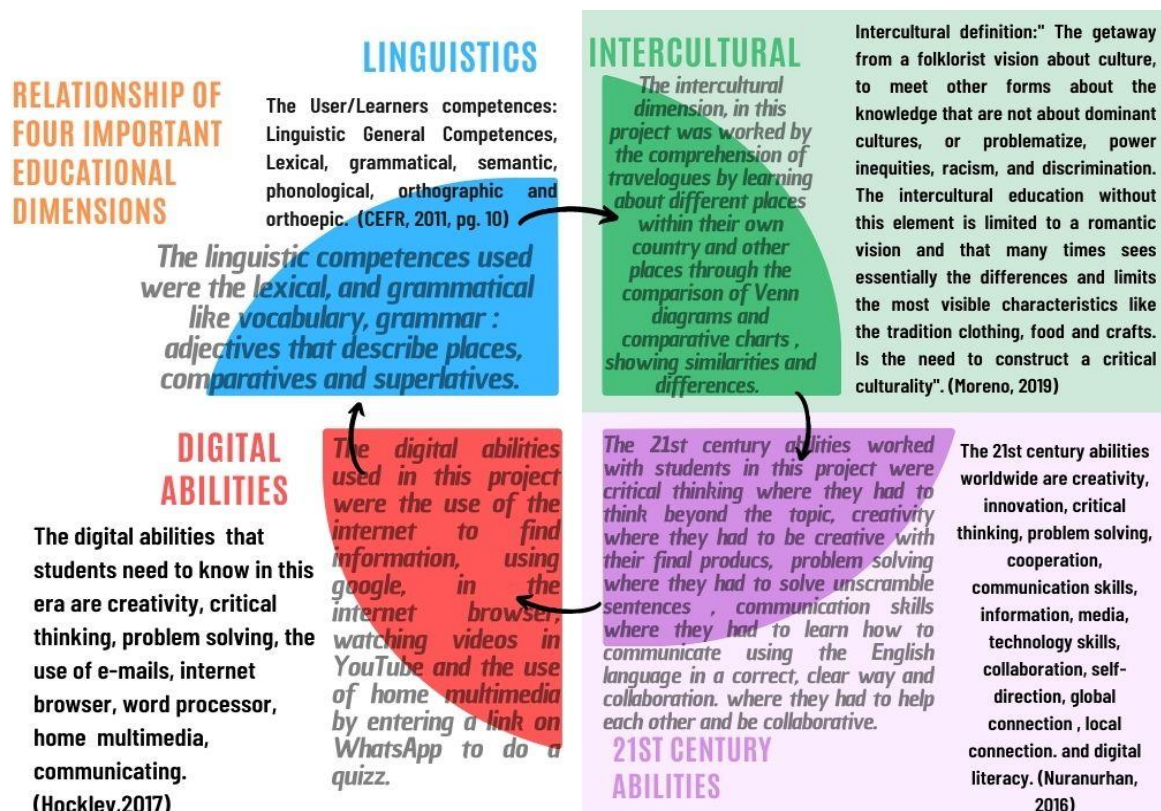 RELATIONSHIP OF
FOUR IMPORTANT
EDUCATIONAL
DIMENSIONS
LINGUISTICS
The User/Learners competences:
Linguistic General Competences,
Lexical, grammatical, semantic,
phonological, orthographic and
orthoepic. (CEFR, 2011, pg. 10)
The linguistic competences used
were the lexical, and grammatical
like vocabulary, grammar :
adjectives that describe places,
comparatives and superlatives.
INTERCULTURAL
The intercultural
dimension, in this
project was worked by
the comprehension of
travelogues by learning
about different places
within their own
country and other
places through the
comparison of Venn
diagrams and
comparative charts ,
showing similarities and
differences.
Intercultural definition:" The getaway
from a folklorist vision about culture,
to meet other forms about the
knowledge that are not about dominant
cultures, or problematize, power
inequities, racism, and discrimination.
The intercultural education without
this element is limited to a romantic
vision and that many times sees
essentially the differences and limits
the most visible characteristics like
the tradition clothing, food and crafts.
Is the need to construct a critical
culturality". (Moreno, 2019)
DIGITAL
ABILITIES
The digital abilities that
students need to know in this
era are creativity, critical
thinking, problem solving, the
use of e-mails, internet
browser, word processor,
home multimedia,
communicating.
(Hockley,2017)
The digital abilities
used in this project
were the use of the
internet to find
information, using
google, in the
internet browser,
watching videos in
YouTube and the use
of home multimedia
by entering a link on
WhatsApp to do a
quizz.
The 21st century abilities worked
with students in this project were
critical thinking where they had to
think beyond the topic, creativity
where they had to be creative with
their final producs, problem solving
where they had to solve unscramble
sentences , communication skills
where they had to learn how to
communicate using the English
language in a correct, clear way and
collaboration. where they had to help
each other and be collaborative.
21ST CENTURY
ABILITIES
The 21st century abilities
worldwide are creativity,
innovation, critical
thinking, problem solving,
cooperation,
communication skills,
information, media,
technology skills,
collaboration, self-
direction, global
connection , local
connection. and digital
literacy. (Nuranurhan,
2016)